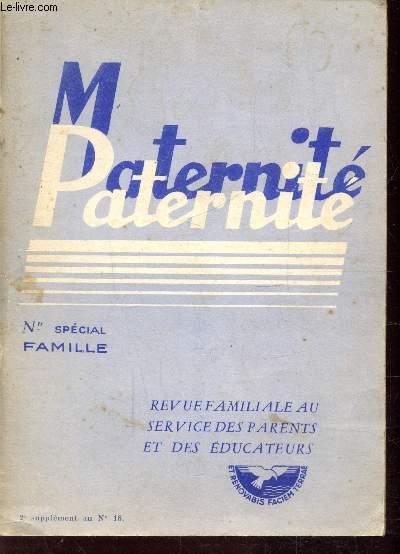 Le-livre.com
Maternité
Paternité
Nº SPÉCIAL
FAMILLE
REVUE FAMILIALE AU
SERVICE DES PARENTS
ET DES ÉDUCATEURS
ET RENOVABIS FACIEM TERRAE
2e supplément au Nº 18.